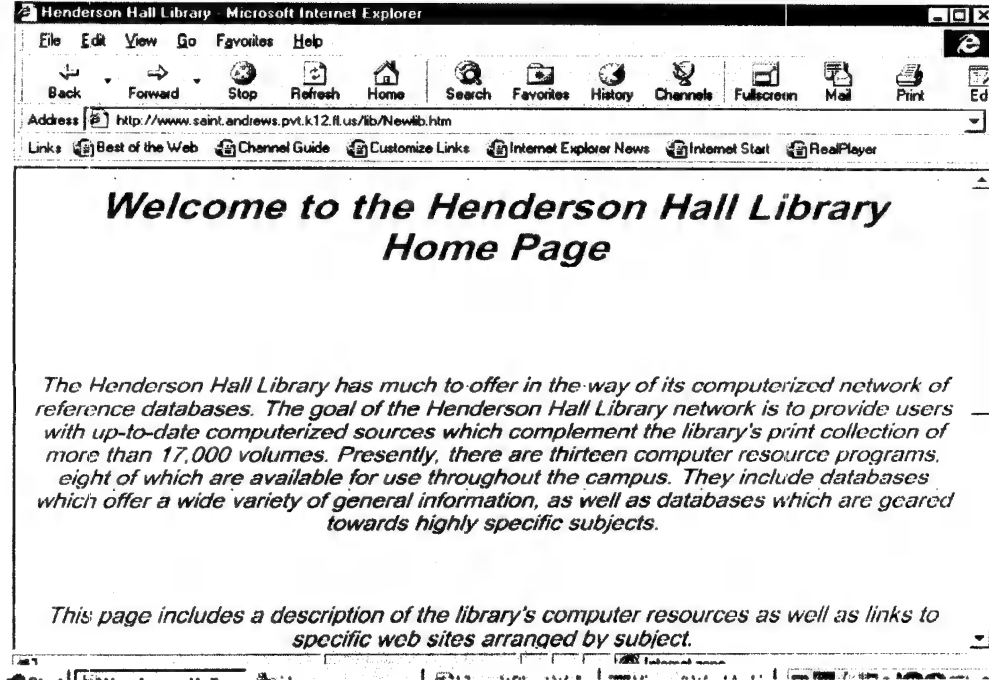 Henderson Hall Library - Microsoft Internet Explorer
File Edit View Go Favorites Help
Back Forward Stop Refresh Home Search Favorites History Channels Fullscreen Mail Print Ed
Address http://www.saint.andrews.pvt.k12.fl.us/lib/Newlib.htm
Links Best of the Web Channel Guide Customize Links Internet Explorer News Internet Start RealPlayer
Welcome to the Henderson Hall Library
Home Page
The Henderson Hall Library has much to offer in the way of its computerized network of
reference databases. The goal of the Henderson Hall Library network is to provide users
with up-to-date computerized sources which complement the library's print collection of
more than 17,000 volumes. Presently, there are thirteen computer resource programs,
eight of which are available for use throughout the campus. They include databases
which offer a wide variety of general information, as well as databases which are geared
towards highly specific subjects.
This page includes a description of the library's computer resources as well as links to
specific web sites arranged by subject.
Internet zone